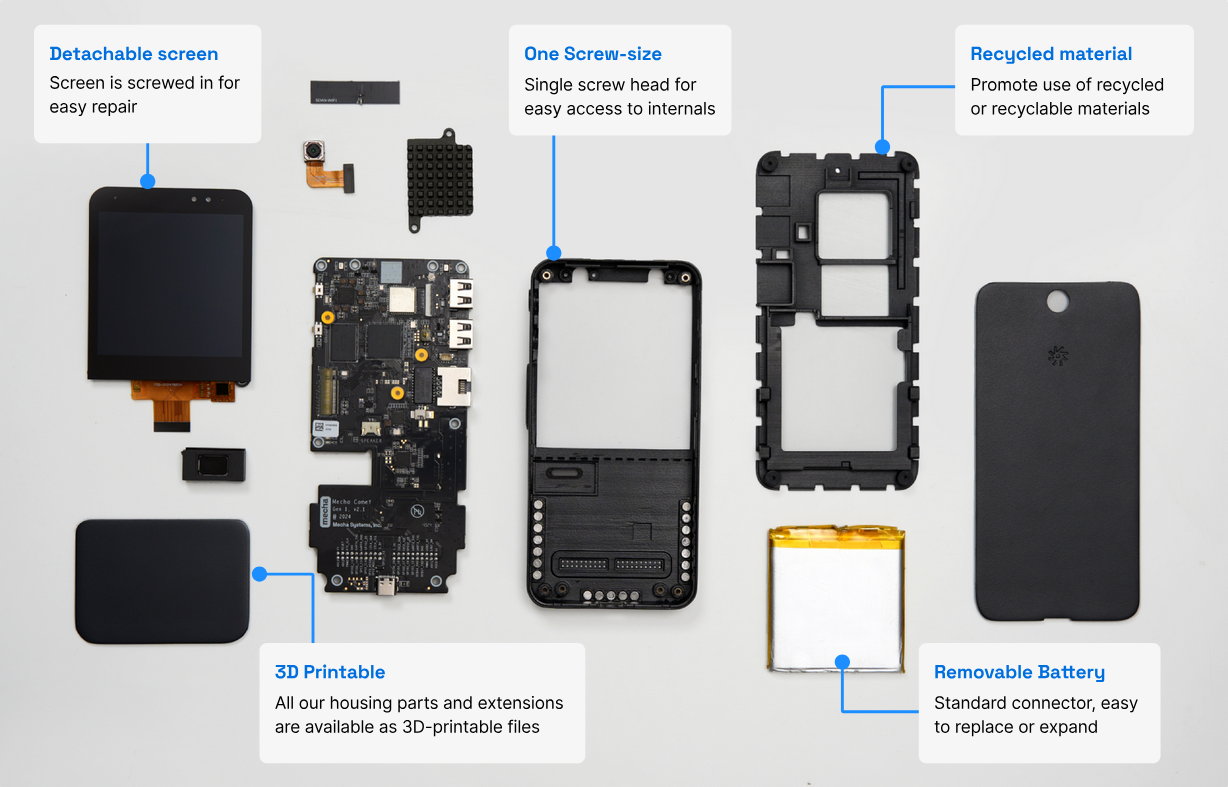 Detachable screen
Screen is screwed in for
easy repair
One Screw-size
Single screw head for
easy access to internals
Recycled material
Promote use of recycled
or recyclable materials
SPEAKER
mecha
Mecha Comet
Gen 1, v2.1
© 2024
Mecha Systems, Inc.
3D Printable
All our housing parts and extensions
are available as 3D-printable files
Removable Battery
Standard connector, easy
to replace or expand